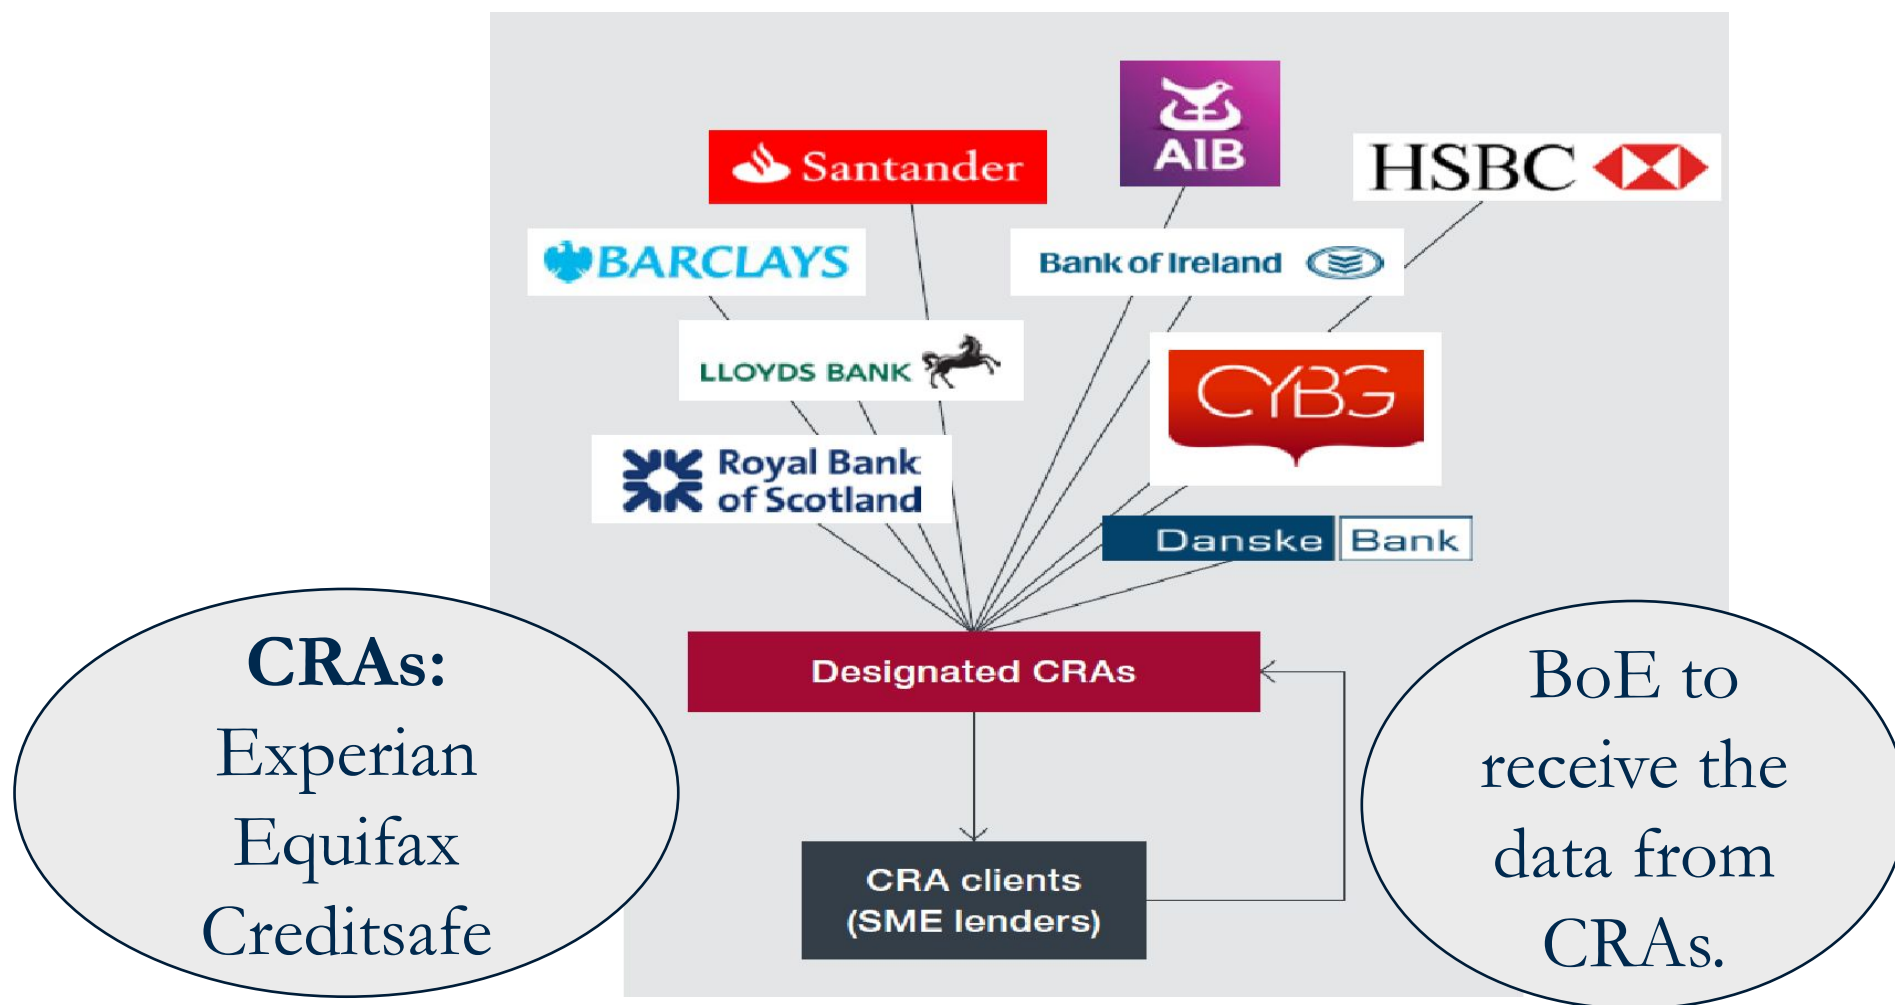 AIB
Santander
HSBC
BARCLAYS
Bank of Ireland
LLOYDS BANK
CYBG
Royal Bank
of Scotland
Danske Bank
Designated CRAs
CRA clients
(SME lenders)
CRAs:
Experian
Equifax
Creditsafe
BoE to
receive the
data from
CRAs.